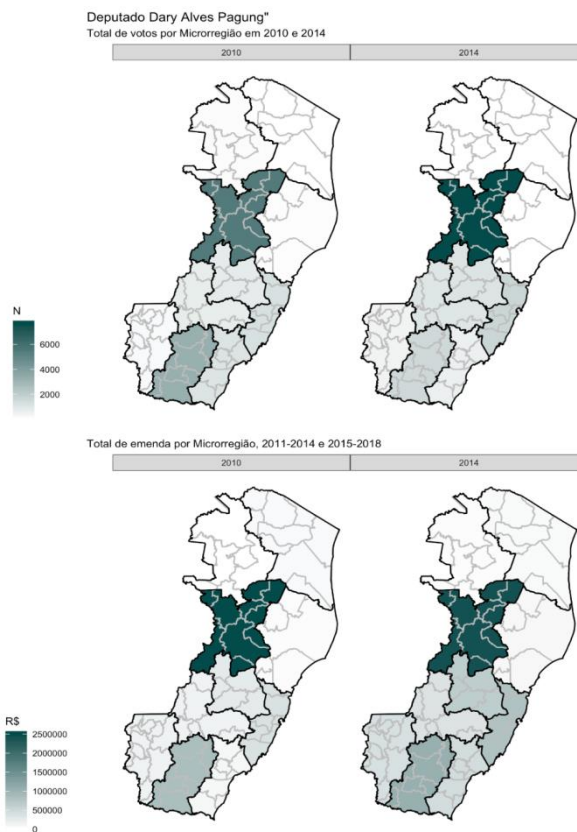 Deputado Dary Alves Pagung"
Total de votos por Microrregião em 2010 e 2014
2010
2014
N
6000
4000
2000
Total de emenda por Microrregião, 2011-2014 e 2015-2018
2010
2014
R$
2500000
2000000
1500000
1000000
500000
0